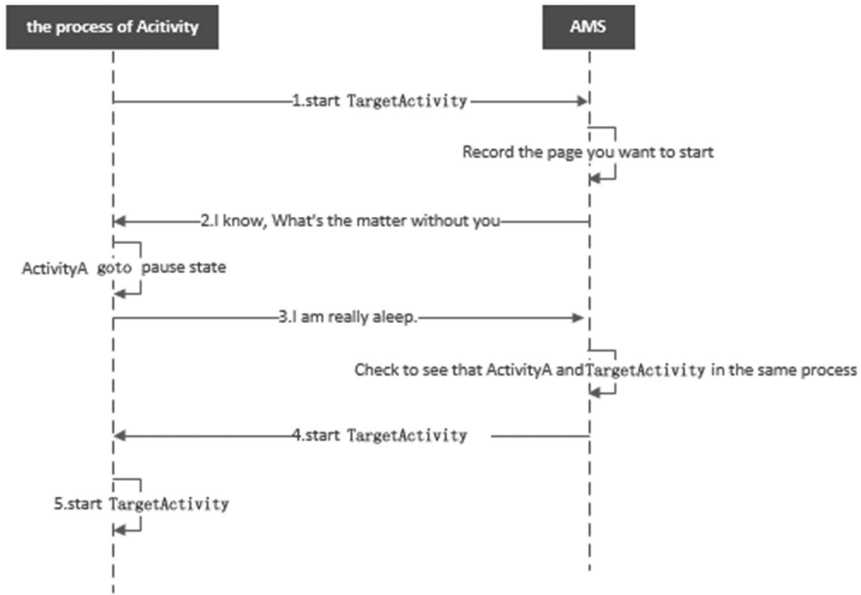 the process of Acitivity
AMS
1.start TargetActivity
Record the page you want to start
2.I know, What's the matter without you
ActivityA goto pause state
3.I am really aleep.
Check to see that ActivityA and TargetActivity in the same process
4.start TargetActivity
5.start TargetActivity